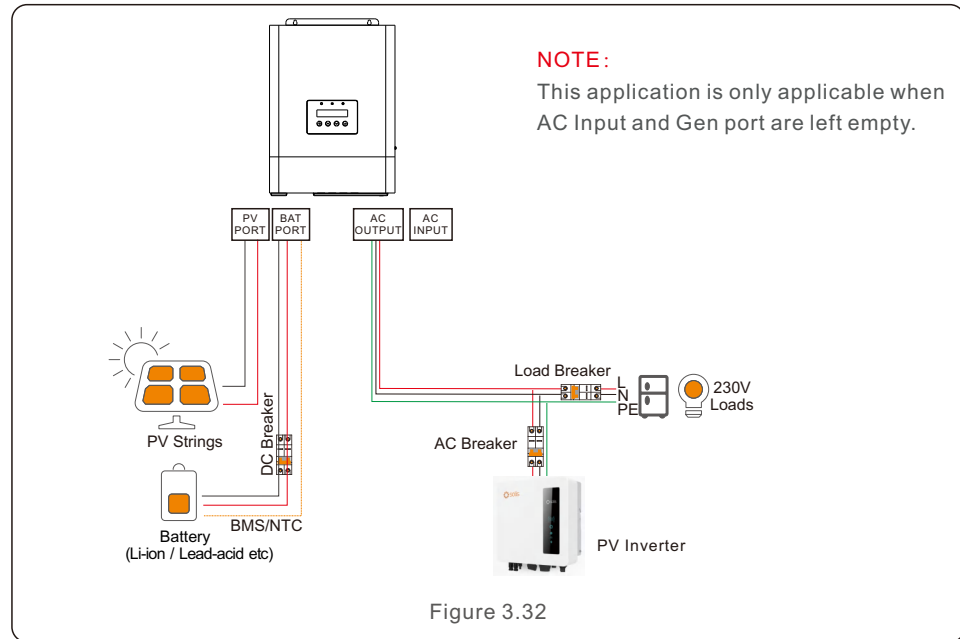 NOTE:
This application is only applicable when
AC Input and Gen port are left empty.
PV
PORT
BAT
PORT
AC
OUTPUT
AC
INPUT
Load Breaker
L
N
PE
230V
Loads
AC Breaker
DC Breaker
PV Strings
BMS/NTC
Battery
(Li-ion / Lead-acid etc)
PV Inverter
Figure 3.32